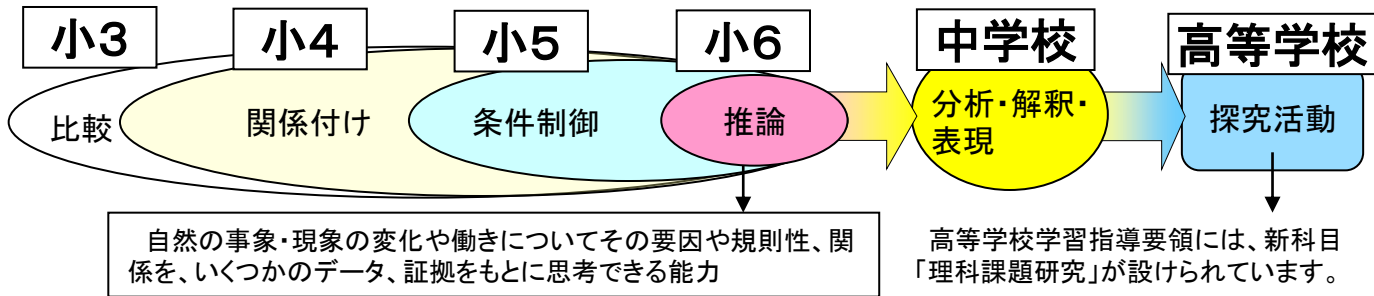 小3
小4
小5
小6
中学校
高等学校
比較
関係付け
条件制御
推論
分析・解釈・
表現
探究活動
自然の事象・現象の変化や働きについてその要因や規則性、関
係を、いくつかのデータ、証拠をもとに思考できる能力
高等学校学習指導要領には、新科目
「理科課題研究」が設けられています。